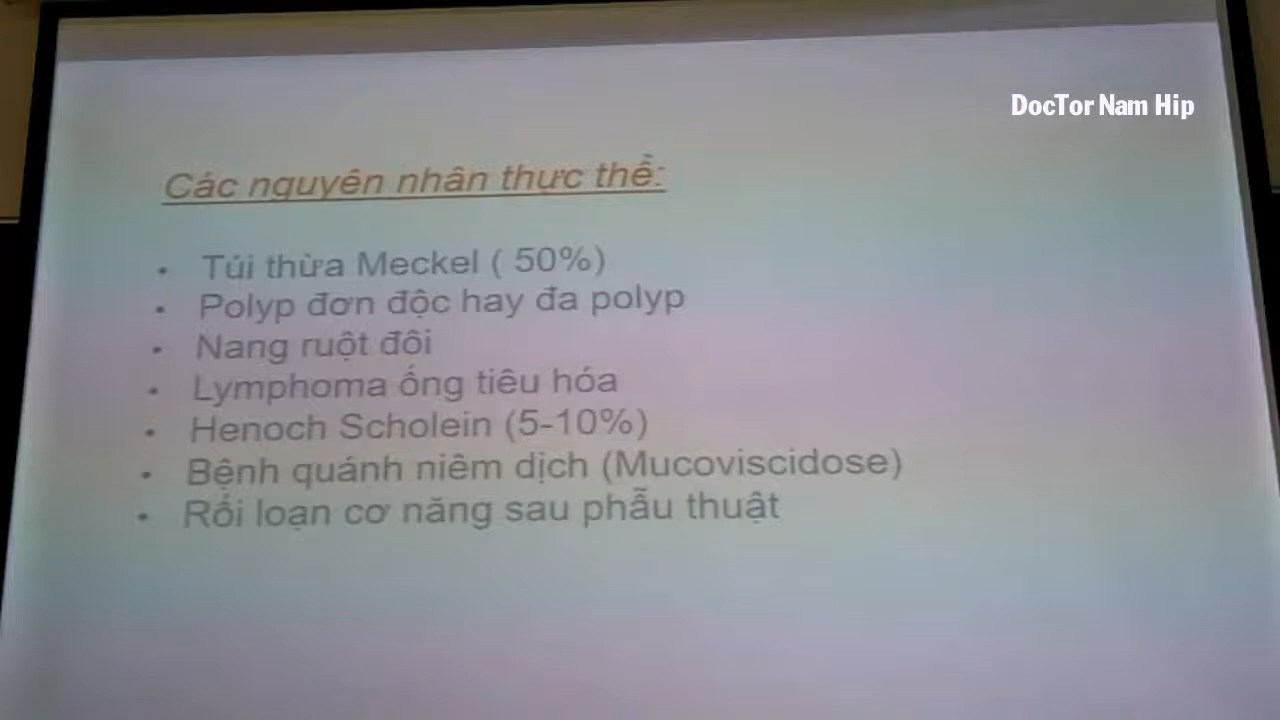 DocTor Nam Hip
Các nguyên nhân thực thể:
• Túi thừa Meckel ( 50%)
• Polyp đơn độc hay đa polyp
• Nang ruột đôi
• Lymphoma ống tiêu hóa
• Henoch Scholein (5-10%)
• Bệnh quánh niêm dịch (Mucoviscidose)
• Rối loạn cơ năng sau phẫu thuật